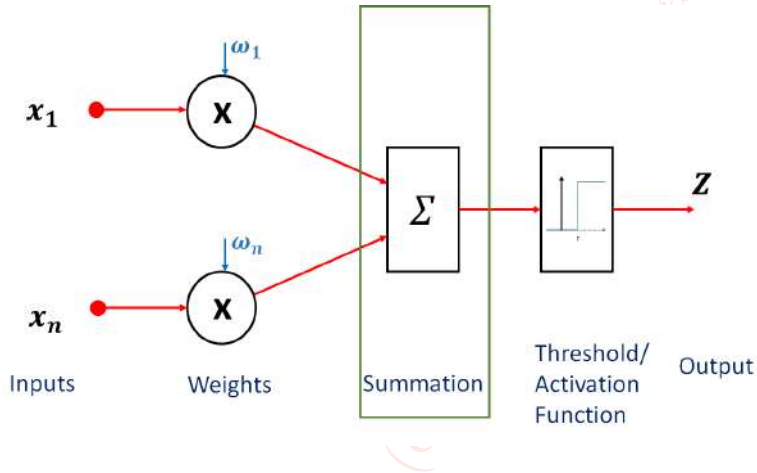 ω₁
x₁
X
Σ
Z
T
ωₙ
xₙ
X
Inputs
Weights
Summation
Threshold/
Activation
Function
Output